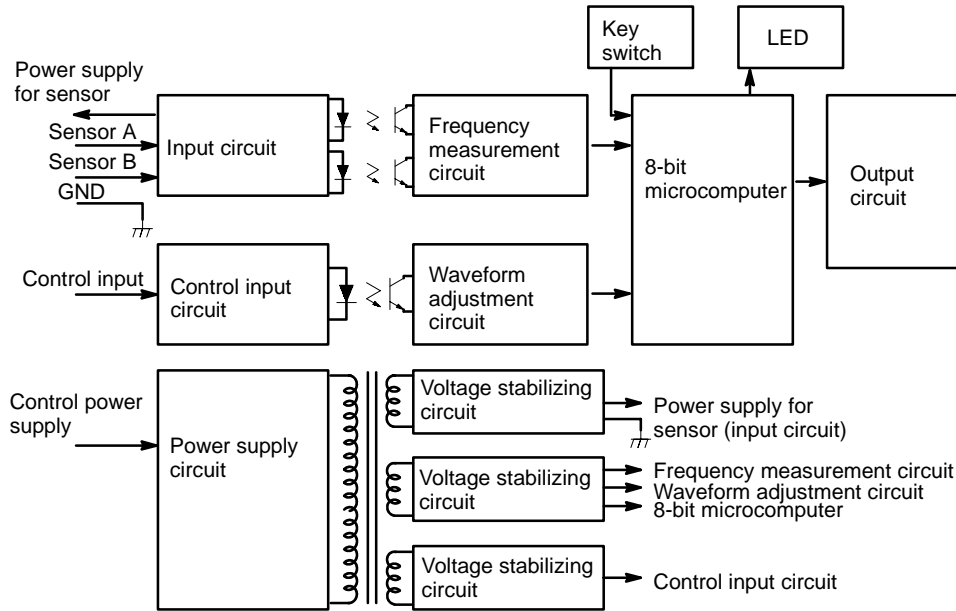 Key
switch
LED
Power supply
for sensor
Sensor A
Sensor B
GND
Input circuit
Frequency
measurement
circuit
8-bit
microcomputer
Output
circuit
Control input
Control input
circuit
Waveform
adjustment
circuit
Control power
supply
Power supply
circuit
Voltage stabilizing
circuit
Power supply for
sensor (input circuit)
Voltage stabilizing
circuit
Frequency measurement circuit
Waveform adjustment circuit
8-bit microcomputer
Voltage stabilizing
circuit
Control input circuit